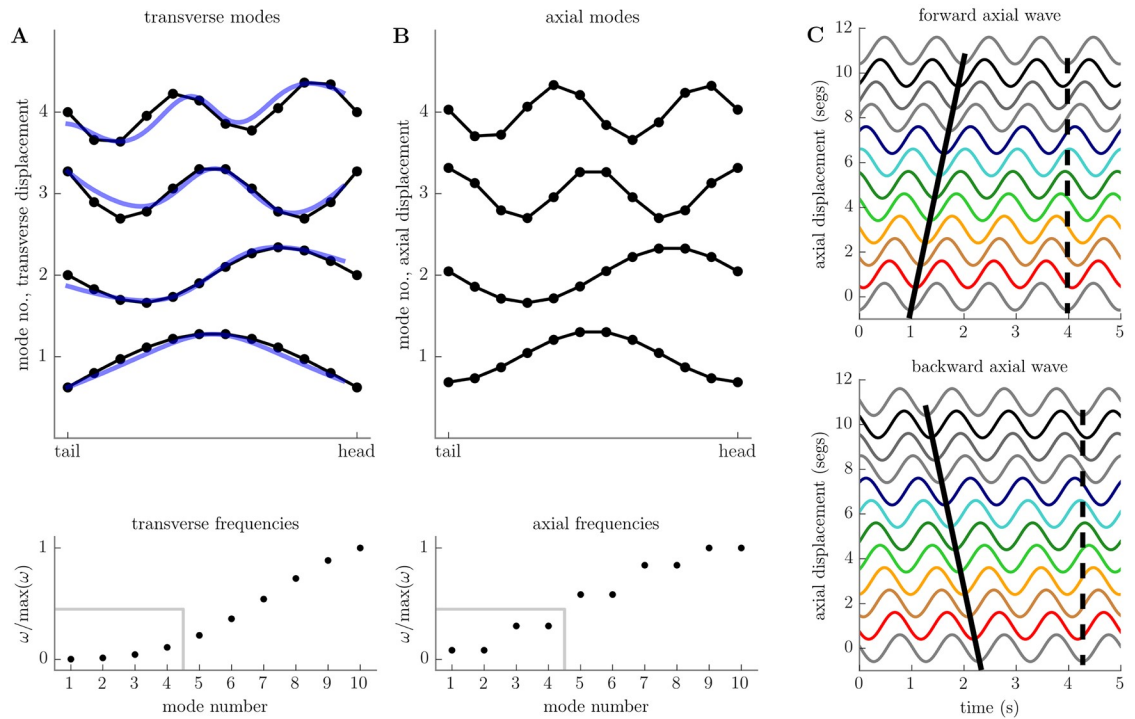 A
transverse modes
mode no., transverse displacement
4
3
2
1
tail
head
transverse frequencies
ω/max(ω)
1
0
1 2 3 4 5 6 7 8 9 10
mode number
B
axial modes
mode no., axial displacement
4
3
2
1
tail
head
axial frequencies
ω/max(ω)
1
0
1 2 3 4 5 6 7 8 9 10
mode number
C
forward axial wave
axial displacement (segs)
12
10
8
6
4
2
0
0 1 2 3 4 5
backward axial wave
axial displacement (segs)
12
10
8
6
4
2
0
0 1 2 3 4 5
time (s)